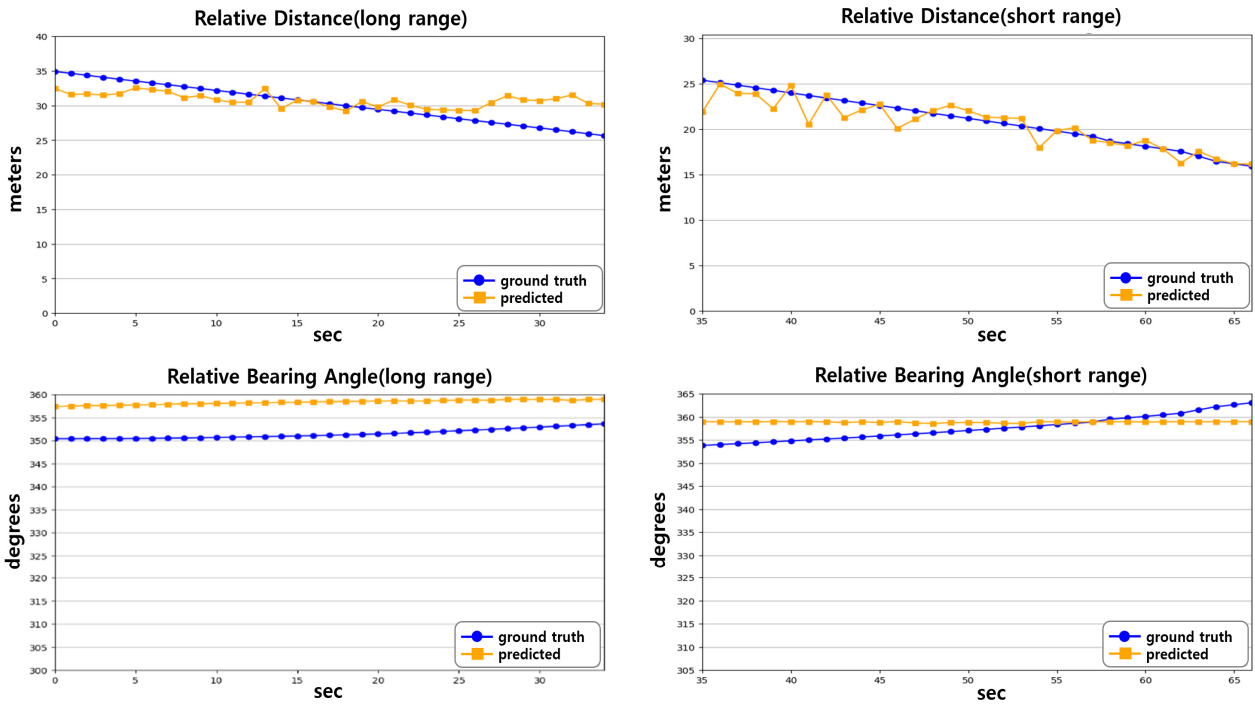 Relative Distance(long range)
40
35
30
25
20
15
10
5
0
meters
0 5 10 15 20 25 30
sec
ground truth
predicted
Relative Distance(short range)
30
25
20
15
10
5
0
meters
35 40 45 50 55 60 65
sec
ground truth
predicted
Relative Bearing Angle(long range)
360
355
350
345
340
335
330
325
320
315
310
305
300
degrees
0 5 10 15 20 25 30
sec
ground truth
predicted
Relative Bearing Angle(short range)
365
360
355
350
345
340
335
330
325
320
315
310
305
degrees
35 40 45 50 55 60 65
sec
ground truth
predicted